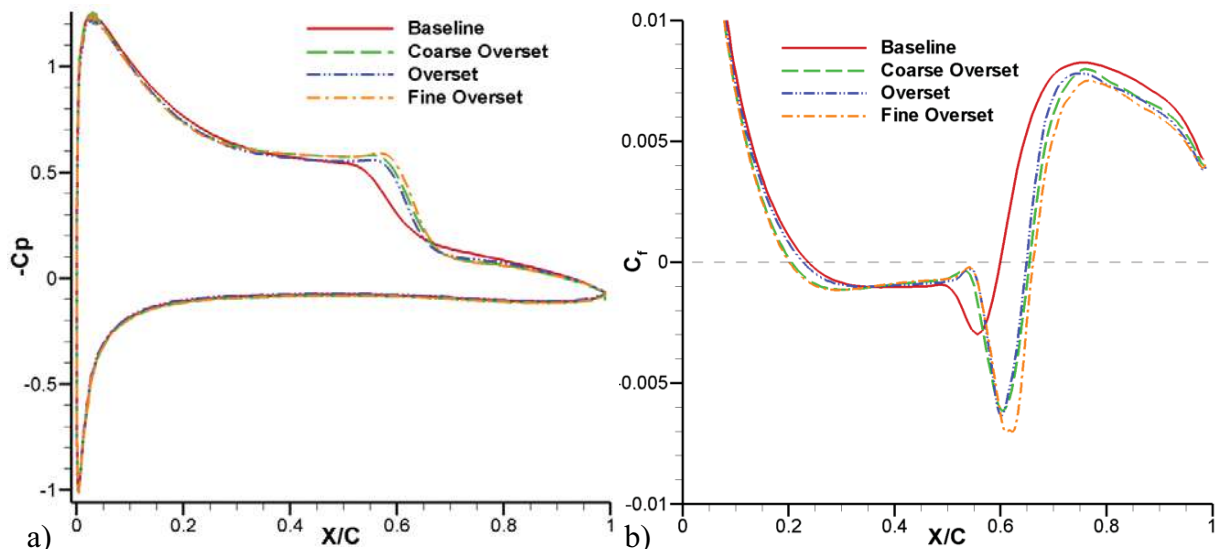 -Cp
1
0.5
0
-0.5
-1
0
0.2
0.4
0.6
0.8
1
X/C
Baseline
Coarse Overset
Overset
Fine Overset
a)
Cf
0.01
0.005
0
-0.005
-0.01
0
0.2
0.4
0.6
0.8
1
X/C
Baseline
Coarse Overset
Overset
Fine Overset
b)